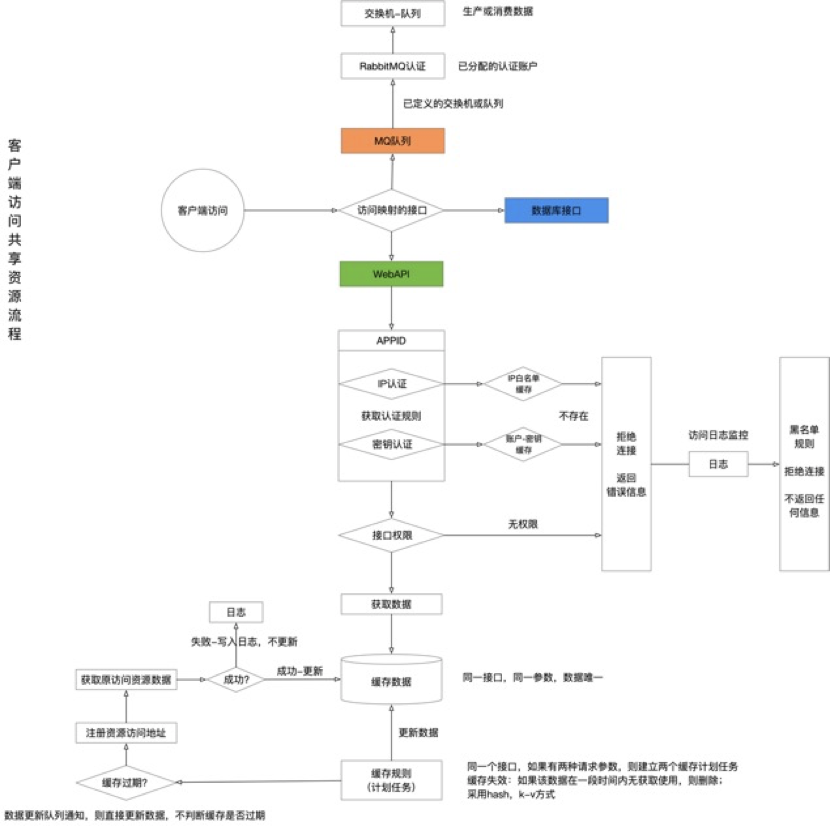 客户端访问共享资源流程
交换机-队列
生产或消费数据
RabbitMQ认证
已分配的认证账户
已定义的交换机或队列
MQ队列
客户端访问
访问映射的接口
数据库接口
WebAPI
APPID
IP认证
IP白名单
缓存
获取认证规则
不存在
密钥认证
账户-密钥
缓存
拒绝
连接
返回
错误信息
访问日志监控
日志
黑名单
规则
拒绝连接
不返回任
何信息
接口权限
无权限
获取数据
日志
失败-写入日志，不更新
获取原访问资源数据
成功?
成功-更新
缓存数据
同一接口，同一参数，数据唯一
注册资源访问地址
更新数据
缓存过期?
缓存规则
(计划任务)
同一个接口，如果有两种请求参数，则建立两个缓存计划任务
缓存失效：如果该数据在一段时间内无获取使用，则删除；
采用hash，k-v方式
数据更新队列通知，则直接更新数据，不判断缓存是否过期